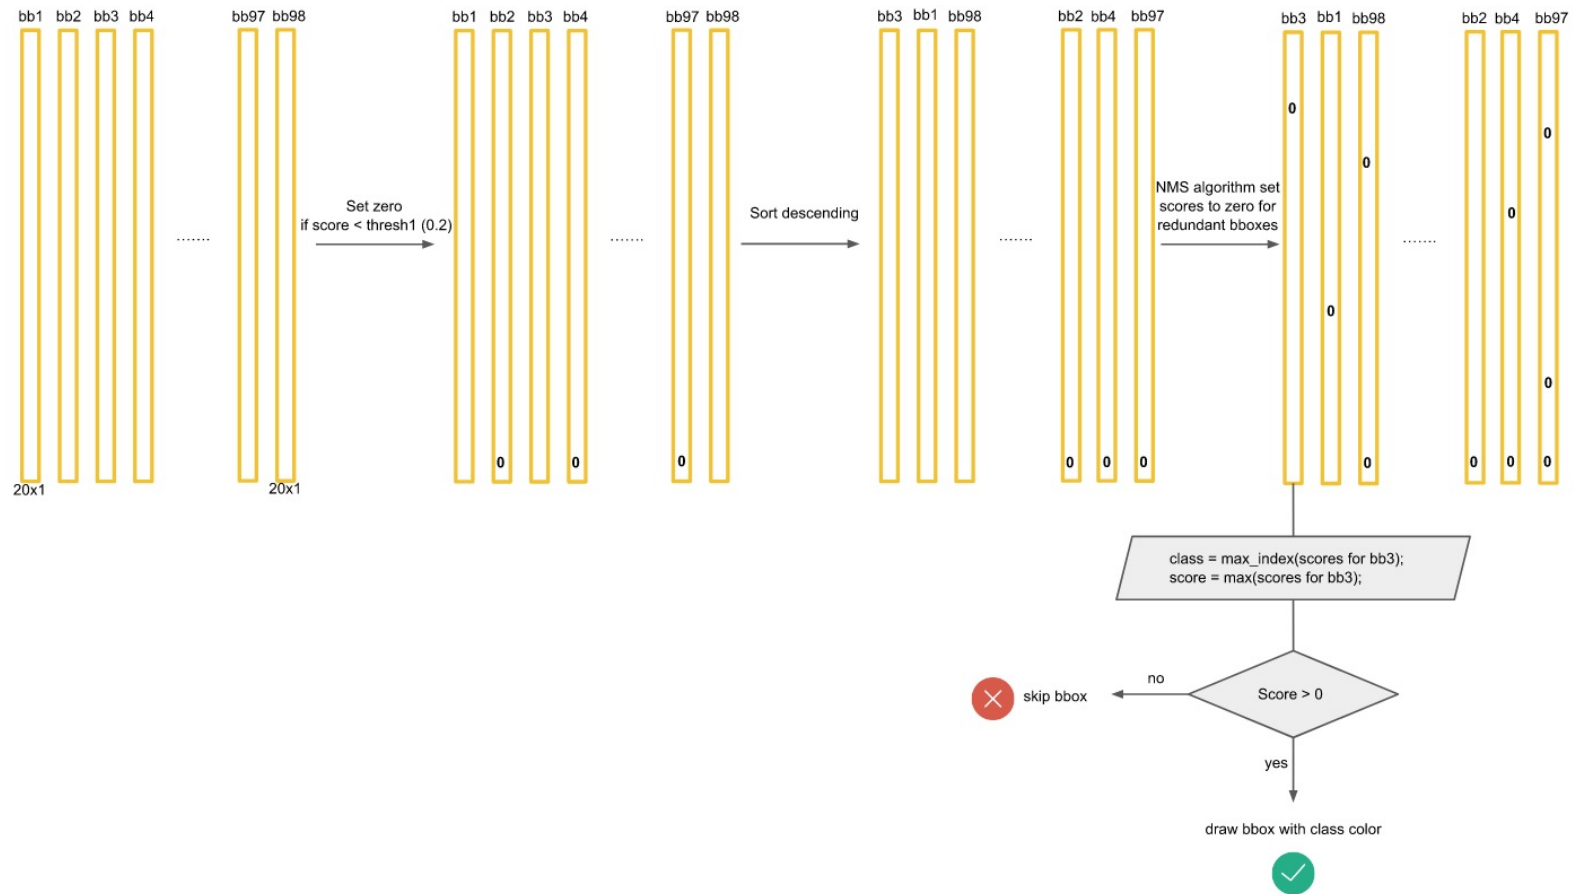 bb1 bb2 bb3 bb4 bb97 bb98 bb1 bb2 bb3 bb4 bb97 bb98 bb3 bb1 bb98 bb2 bb4 bb97 bb3 bb1 bb98 bb2 bb4 bb97
0
0
0
Set zero
if score < thresh1 (0.2)
Sort descending
NMS algorithm set
scores to zero for
redundant bboxes
0
....... ....... ....... .......
0
0
0 0 0 0 0 0 0 0 0 0
20x1 20x1
class = max_index(scores for bb3);
score = max(scores for bb3);
no
skip bbox
Score > 0
yes
draw bbox with class color